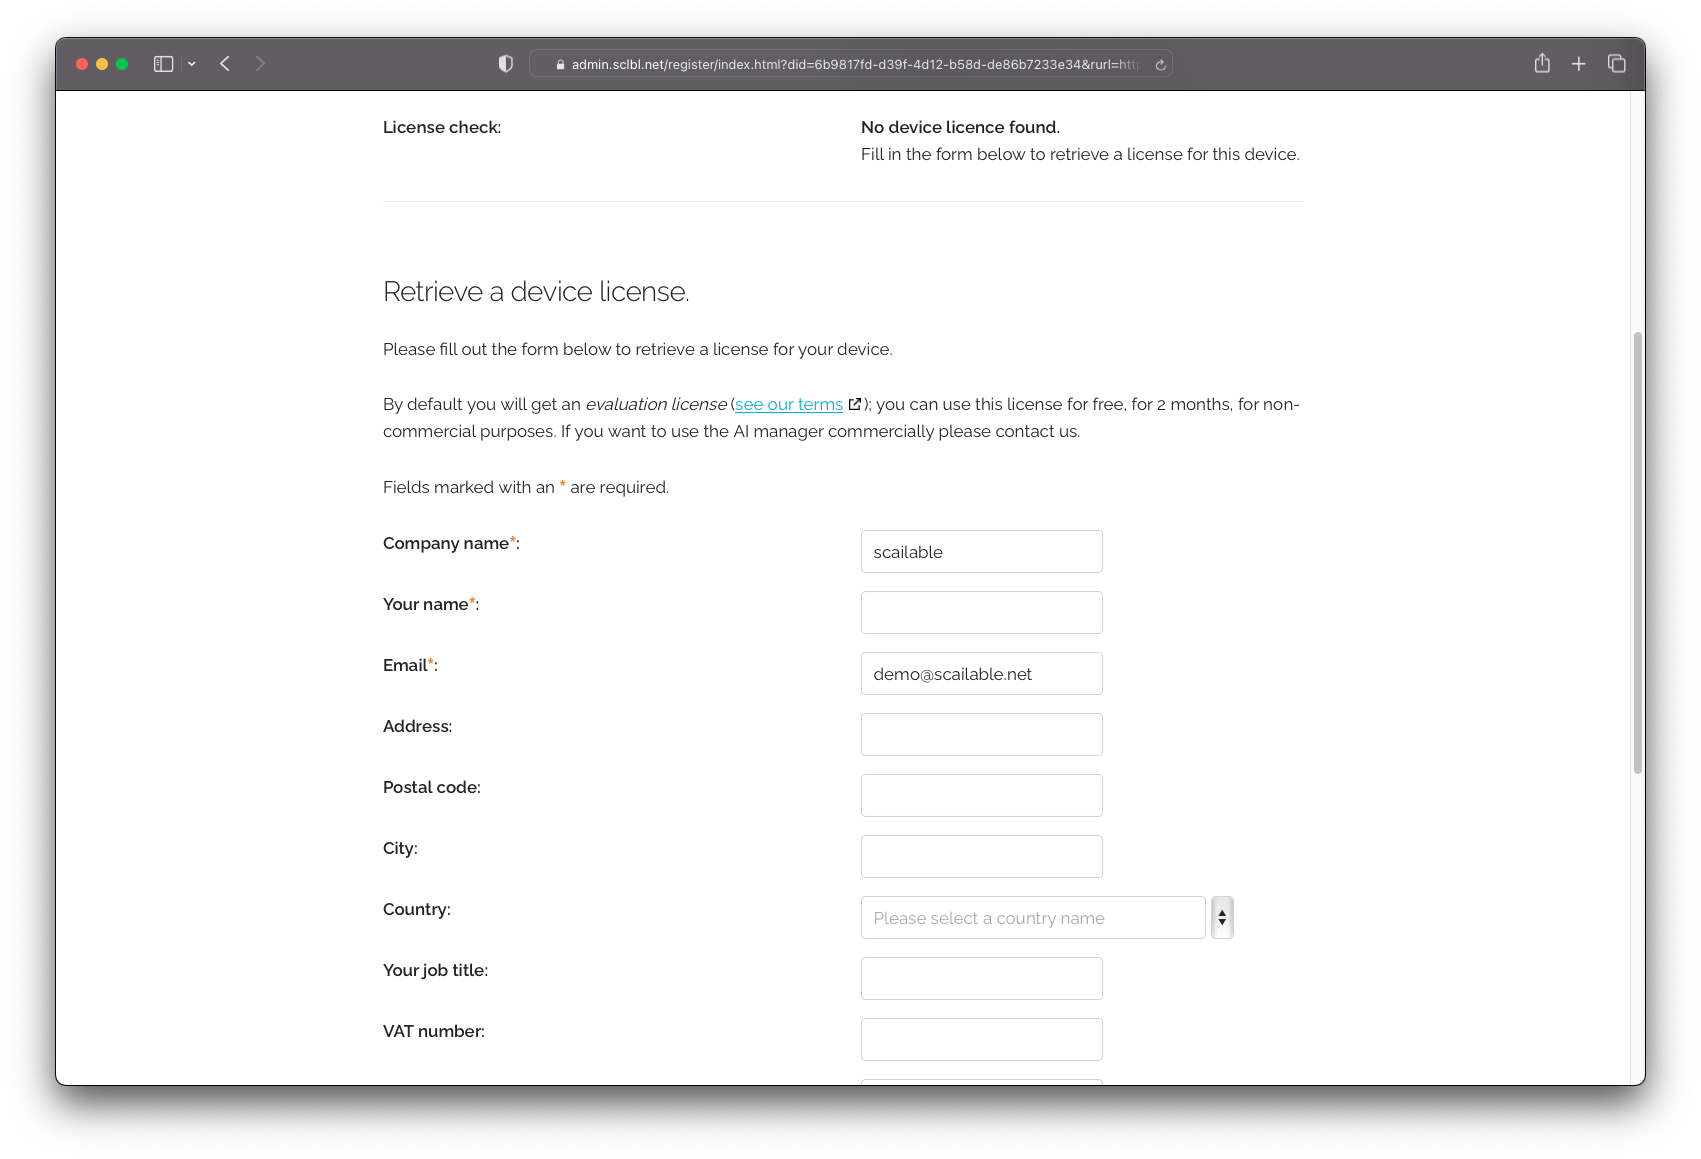 admin.sclbl.net/register/index.html?did=6b9817fd-d39f-4d12-b58d-de86b7233e34&rurl=http
License check:
No device licence found.
Fill in the form below to retrieve a license for this device.
Retrieve a device license.
Please fill out the form below to retrieve a license for your device.
By default you will get an evaluation license (see our terms); you can use this license for free, for 2 months, for non-
commercial purposes. If you want to use the AI manager commercially please contact us.
Fields marked with an * are required.
Company name*:
scailable
Your name*:
Email*:
demo@scailable.net
Address:
Postal code:
City:
Country:
Please select a country name
Your job title:
VAT number: